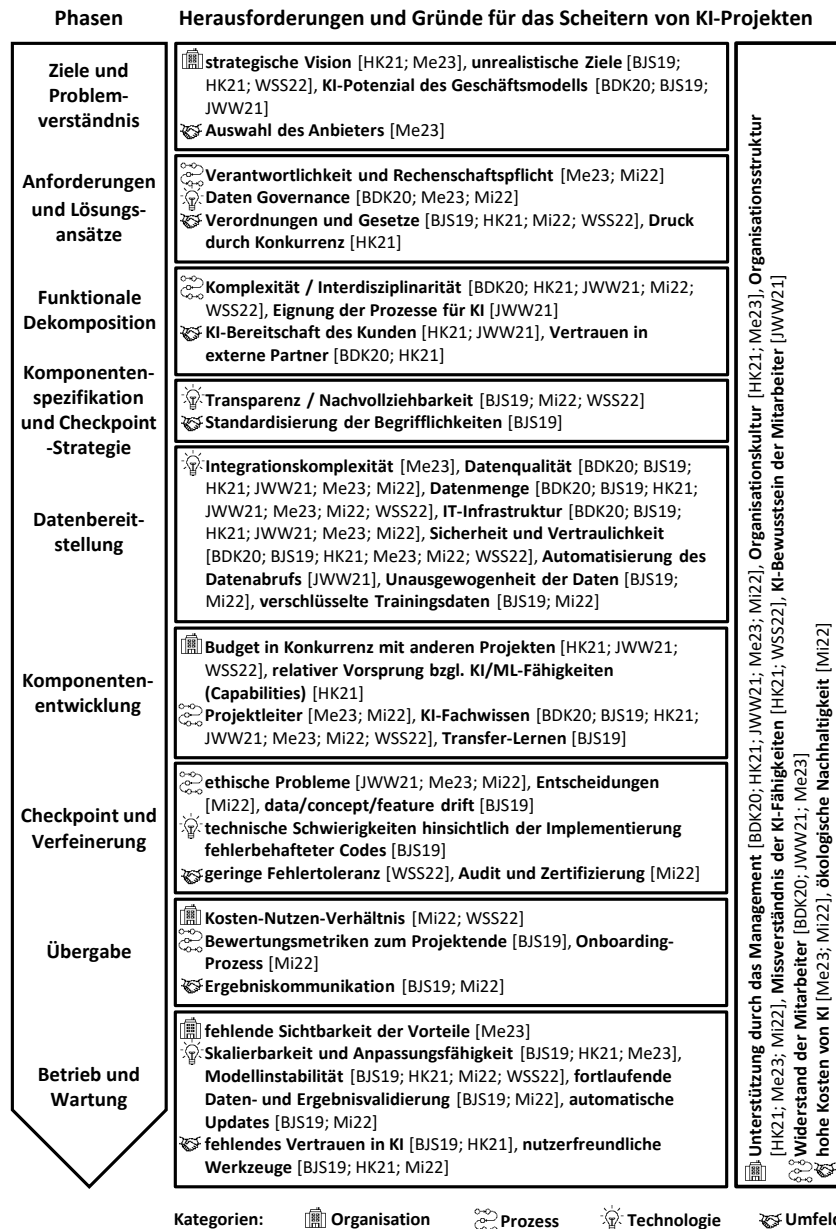 Phasen
Herausforderungen und Gründe für das Scheitern von KI-Projekten
Ziele und
Problem-
verständnis
strategische Vision [HK21; Me23], unrealistische Ziele [BJS19;
HK21; WSS22], KI-Potenzial des Geschäftsmodells [BDK20; BJS19;
JWW21]
Auswahl des Anbieters [Me23]
Anforderungen
und Lösungs-
ansätze
Verantwortlichkeit und Rechenschaftspflicht [Me23; Mi22]
Daten Governance [BDK20; Me23; Mi22]
Verordnungen und Gesetze [BJS19; HK21; Mi22; WSS22], Druck
durch Konkurrenz [HK21]
Funktionale
Dekomposition
Komplexität / Interdisziplinarität [BDK20; HK21; JWW21; Mi22;
WSS22], Eignung der Prozesse für KI [JWW21]
KI-Bereitschaft des Kunden [HK21; JWW21], Vertrauen in
externe Partner [BDK20; HK21]
Komponenten-
spezifikation
und Checkpoint
-Strategie
Transparenz / Nachvollziehbarkeit [BJS19; Mi22; WSS22]
Standardisierung der Begrifflichkeiten [BJS19]
Datenbereit-
stellung
Integrationskomplexität [Me23], Datenqualität [BDK20; BJS19;
HK21; JWW21; Me23; Mi22], Datenmenge [BDK20; BJS19; HK21;
JWW21; Me23; Mi22; WSS22], IT-Infrastruktur [BDK20; BJS19;
HK21; JWW21; Me23; Mi22], Sicherheit und Vertraulichkeit
[BDK20; BJS19; HK21; Me23; Mi22; WSS22], Automatisierung des
Datenabrufs [JWW21], Unausgewogenheit der Daten [BJS19;
Mi22], verschlüsselte Trainingsdaten [BJS19; Mi22]
Komponenten-
entwicklung
Budget in Konkurrenz mit anderen Projekten [HK21; JWW21;
WSS22], relativer Vorsprung bzgl. KI/ML-Fähigkeiten
(Capabilities) [HK21]
Projektleiter [Me23; Mi22], KI-Fachwissen [BDK20; BJS19; HK21;
JWW21; Me23; Mi22; WSS22], Transfer-Lernen [BJS19]
Checkpoint und
Verfeinerung
ethische Probleme [JWW21; Me23; Mi22], Entscheidungen
[Mi22], data/concept/feature drift [BJS19]
technische Schwierigkeiten hinsichtlich der Implementierung
fehlerbehafteter Codes [BJS19]
geringe Fehlertoleranz [WSS22], Audit und Zertifizierung [Mi22]
Übergabe
Kosten-Nutzen-Verhältnis [Mi22; WSS22]
Bewertungsmetriken zum Projektende [BJS19], Onboarding-
Prozess [Mi22]
Ergebniskommunikation [BJS19; Mi22]
Betrieb und
Wartung
fehlende Sichtbarkeit der Vorteile [Me23]
Skalierbarkeit und Anpassungsfähigkeit [BJS19; HK21; Me23],
Modellinstabilität [BJS19; HK21; Mi22; WSS22], fortlaufende
Daten- und Ergebnisvalidierung [BJS19; Mi22], automatische
Updates [BJS19; Mi22]
fehlendes Vertrauen in KI [BJS19; HK21], nutzerfreundliche
Werkzeuge [BJS19; HK21; Mi22]
Unterstützung durch das Management [BDK20; HK21; JWW21; Me23; Mi22], Organisationskultur [HK21; Me23], Organisationsstruktur
[HK21; Me23; Mi22], Missverständnis der KI-Fähigkeiten [HK21; WSS22], KI-Bewusstsein der Mitarbeiter [JWW21]
Widerstand der Mitarbeiter [BDK20; JWW21; Me23]
hohe Kosten von KI [Me23; Mi22], ökologische Nachhaltigkeit [Mi22]
Kategorien: Organisation Prozess Technologie Umfeld